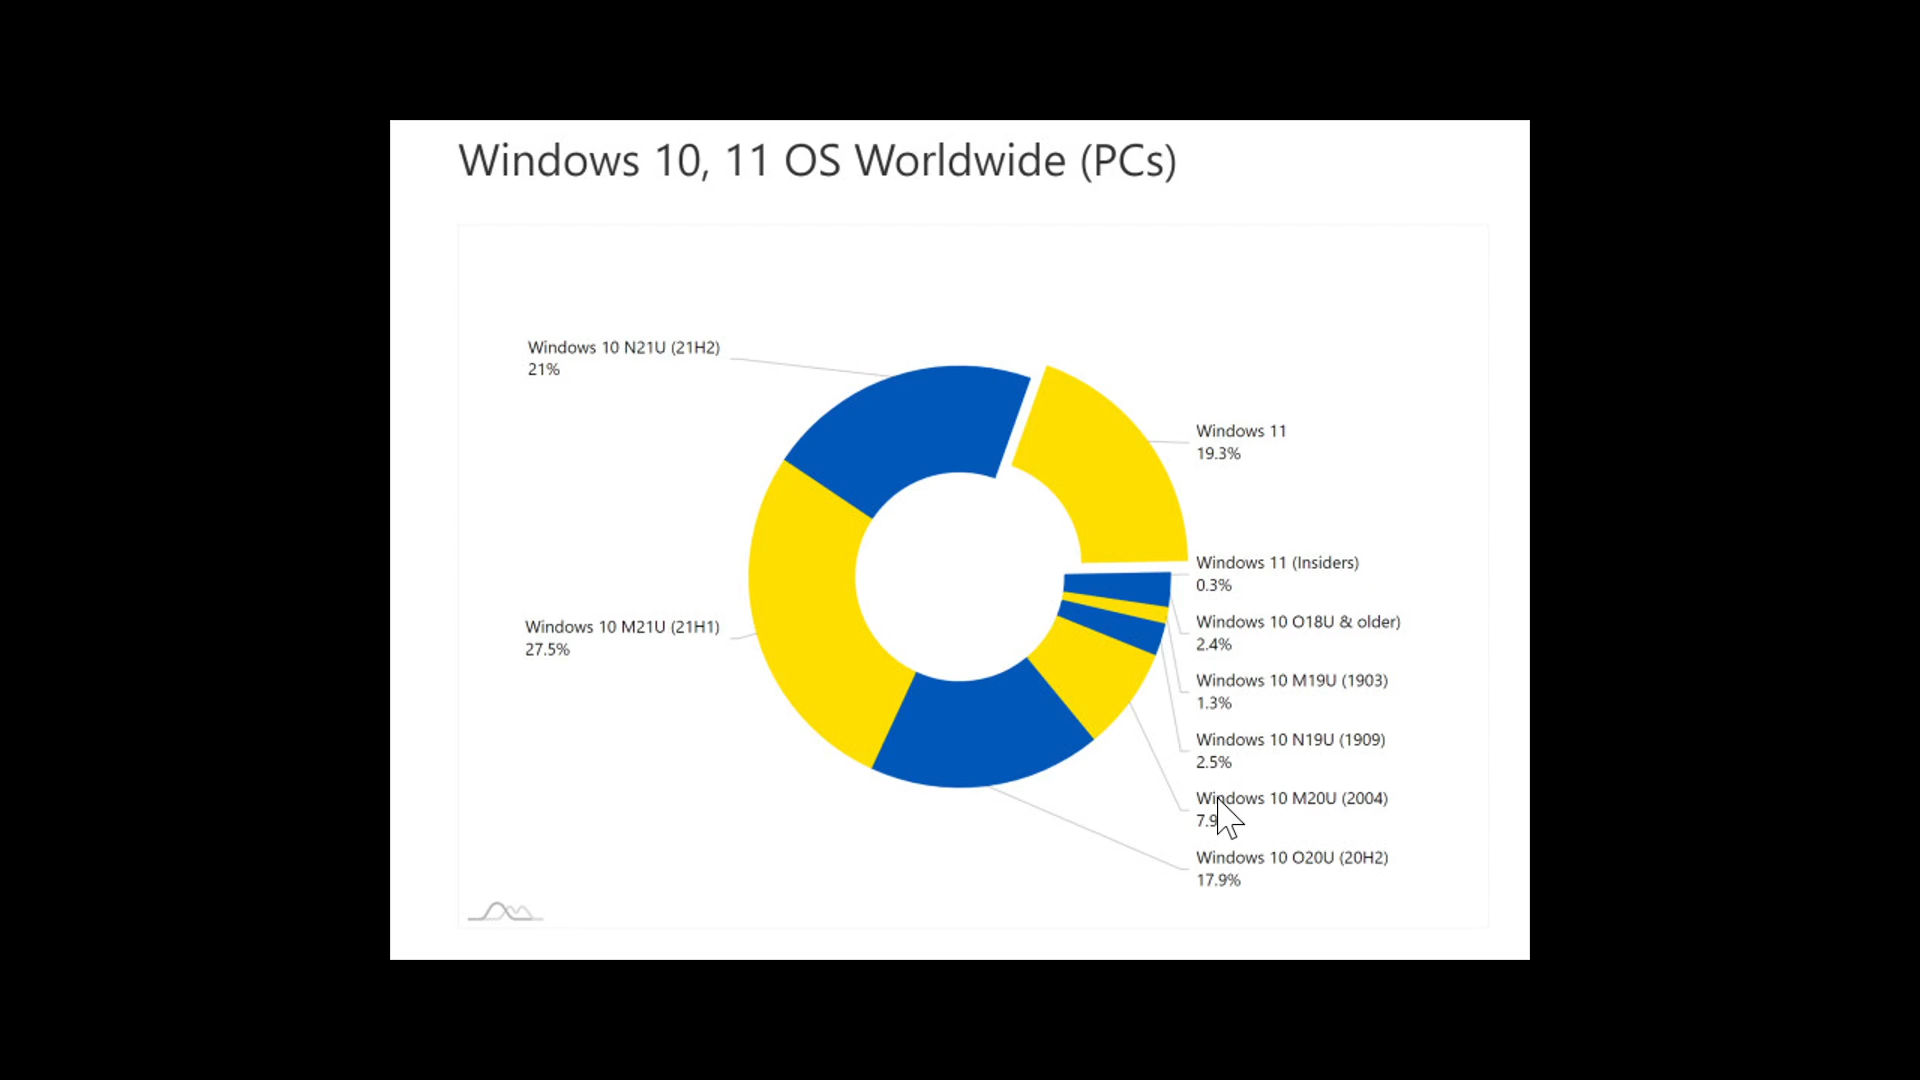 Windows 10, 11 OS Worldwide (PCs)
Windows 10 N21U (21H2)
21%
Windows 11
19.3%
Windows 11 (Insiders)
0.3%
Windows 10 O18U & older)
2.4%
Windows 10 M21U (21H1)
27.5%
Windows 10 M19U (1903)
1.3%
Windows 10 N19U (1909)
2.5%
Windows 10 M20U (2004)
7.9
Windows 10 O20U (20H2)
17.9%